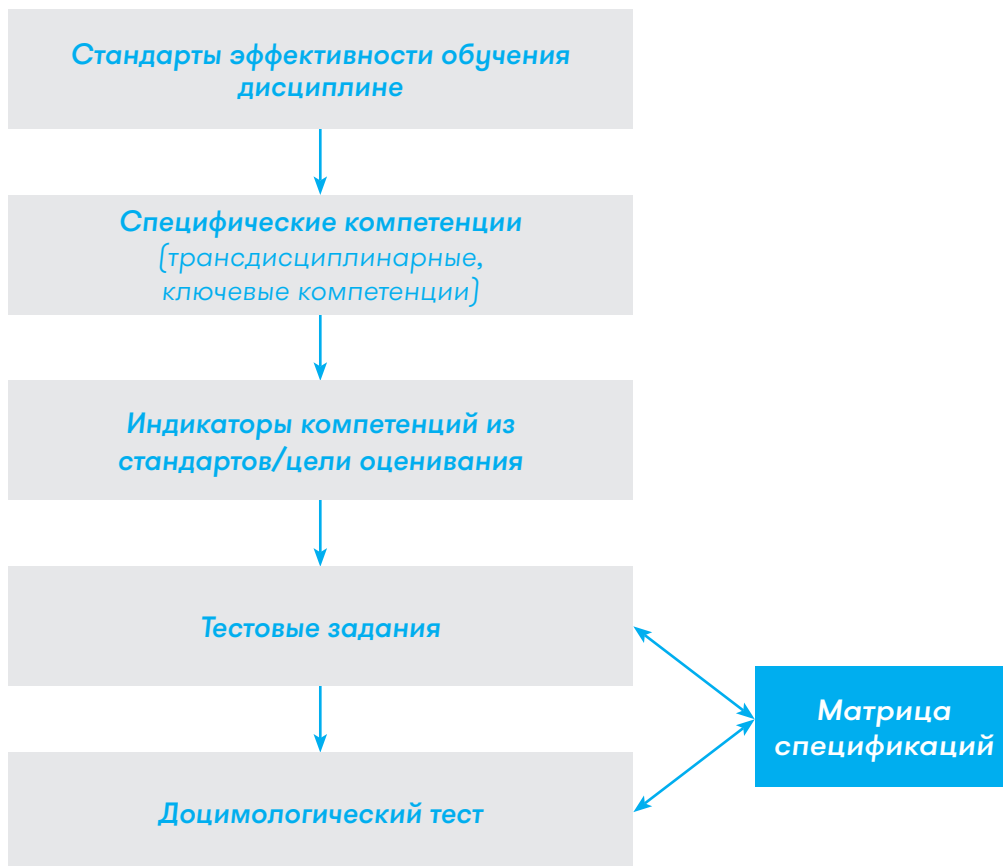 Стандарты эффективности обучения
дисциплине
Специфические компетенции
(трансдисциплинарные,
ключевые компетенции)
Индикаторы компетенций из
стандартов/цели оценивания
Тестовые задания
Матрица
спецификаций
Доцимологический тест